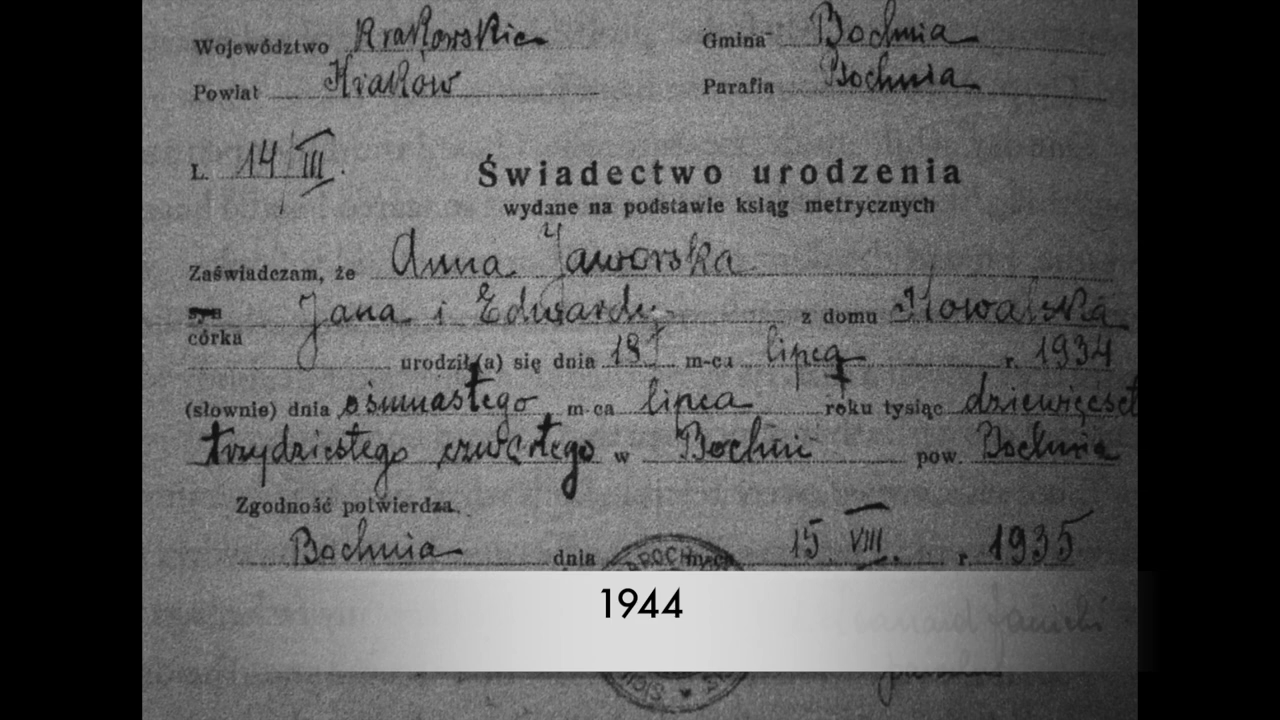 Województwo Krakowskie Gmina Bochnia
Powiat Kraków Parafia Bochnia
L. 14/III.
Świadectwo urodzenia
wydane na podstawie ksiąg metrycznych
Zaświadczam, że Anna Jaworska
syn Jana i Edwardy z domu Kowalska
córka
urodził(a) się dnia 18 m-ca lipca r. 1934
(słownie) dnia ośmnastego m-ca lipca roku tysiąc dziewięćset
trzydziestego czwartego w Bochni pow. Bochnia
Zgodność potwierdza.
Bochnia dnia 15 VIII. r. 1935
1944